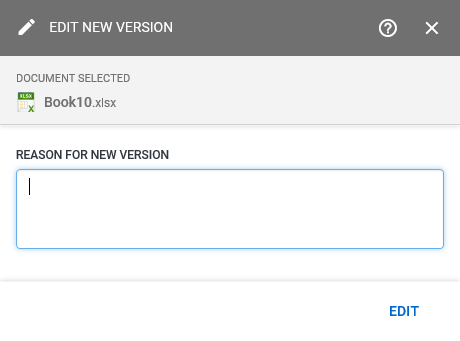 EDIT NEW VERSION
DOCUMENT SELECTED
XLSX
X
Book10.xlsx
REASON FOR NEW VERSION
EDIT